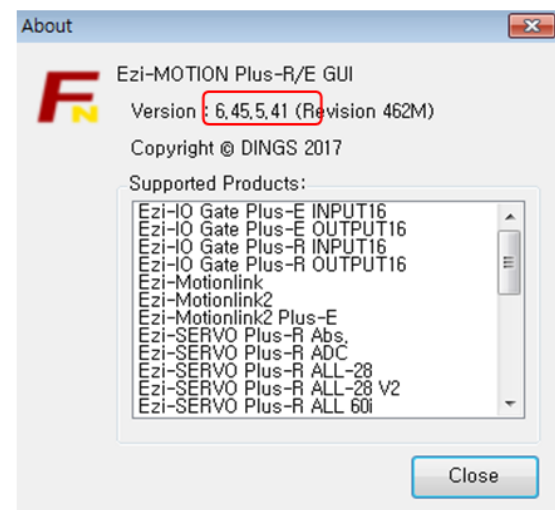 About
Ezi-MOTION Plus-R/E GUI
Version : 6,45,5,41 (Revision 462M)
Copyright © DINGS 2017
Supported Products:
Ezi-IO Gate Plus-E INPUT16
Ezi-IO Gate Plus-E OUTPUT16
Ezi-IO Gate Plus-R INPUT16
Ezi-IO Gate Plus-R OUTPUT16
Ezi-Motionlink
Ezi-Motionlink2
Ezi-Motionlink2 Plus-E
Ezi-SERVO Plus-R Abs,
Ezi-SERVO Plus-R ADC
Ezi-SERVO Plus-R ALL-28
Ezi-SERVO Plus-R ALL-28 V2
Ezi-SERVO Plus-R ALL 60i
Close